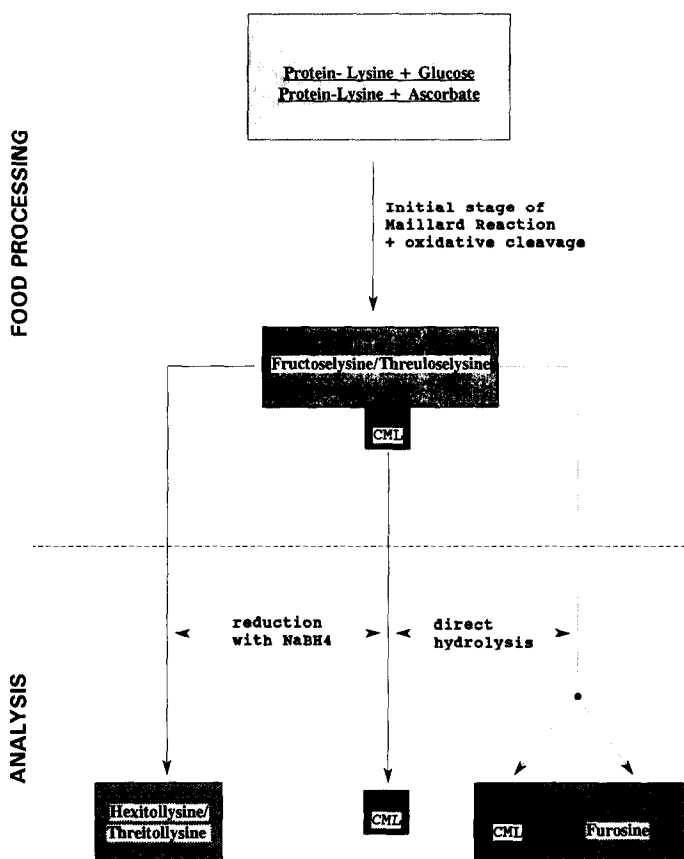 Protein- Lysine + Glucose
Protein-Lysine + Ascorbate
FOOD PROCESSING
Initial stage of
Maillard Reaction
+ oxidative cleavage
Fructoselysine/Threuloselysine
CML
reduction
with NaBH4
direct
hydrolysis
ANALYSIS
Hexitollysine/
Threitollysine
CML
CML
Furosine